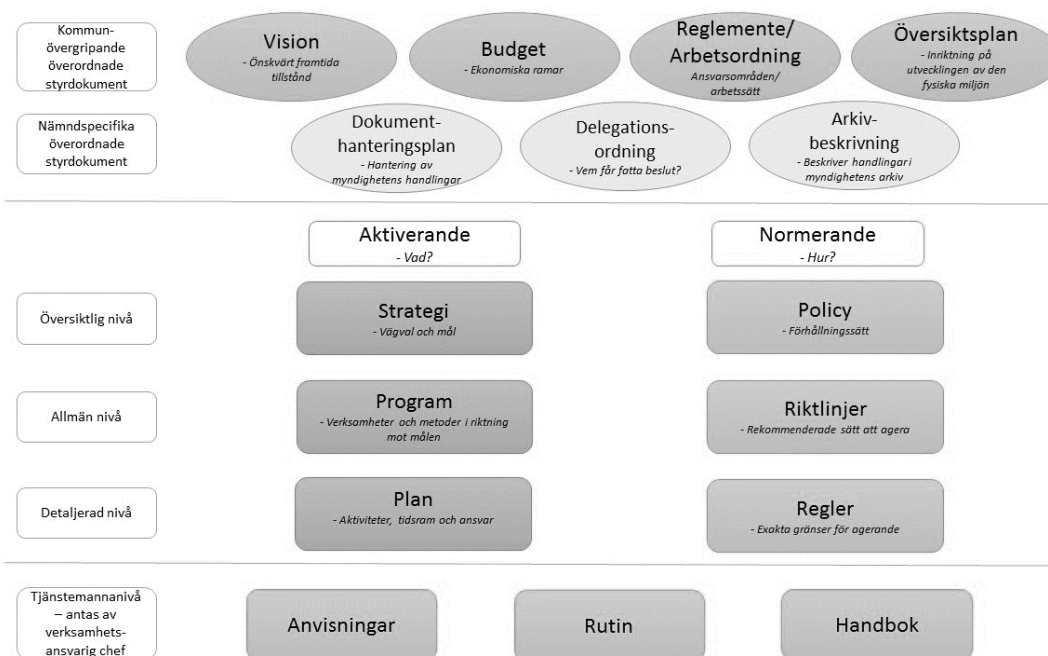 Kommun-
övergripande
överordnade
styrdokument
Vision
- Önskvärt framtida
tillstånd
Budget
- Ekonomiska ramar
Reglemente/
Arbetsordning
Ansvarsområden/
arbetssätt
Översiktsplan
- Inriktning på
utvecklingen av den
fysiska miljön
Nämndspecifika
överordnade
styrdokument
Dokument-
hanteringsplan
- Hantering av
myndighetens handlingar
Delegations-
ordning
- Vem får fatta beslut?
Arkiv-
beskrivning
- Beskriver handlingar i
myndighetens arkiv
Aktiverande
- Vad?
Normerande
- Hur?
Översiktlig nivå
Strategi
- Vägval och mål
Policy
- Förhållningssätt
Allmän nivå
Program
- Verksamheter och metoder i riktning
mot målen
Riktlinjer
- Rekommenderade sätt att agera
Detaljerad nivå
Plan
- Aktiviteter, tidsram och ansvar
Regler
- Exakta gränser för agerande
Tjänstemannanivå
– antas av
verksamhets-
ansvarig chef
Anvisningar
Rutin
Handbok